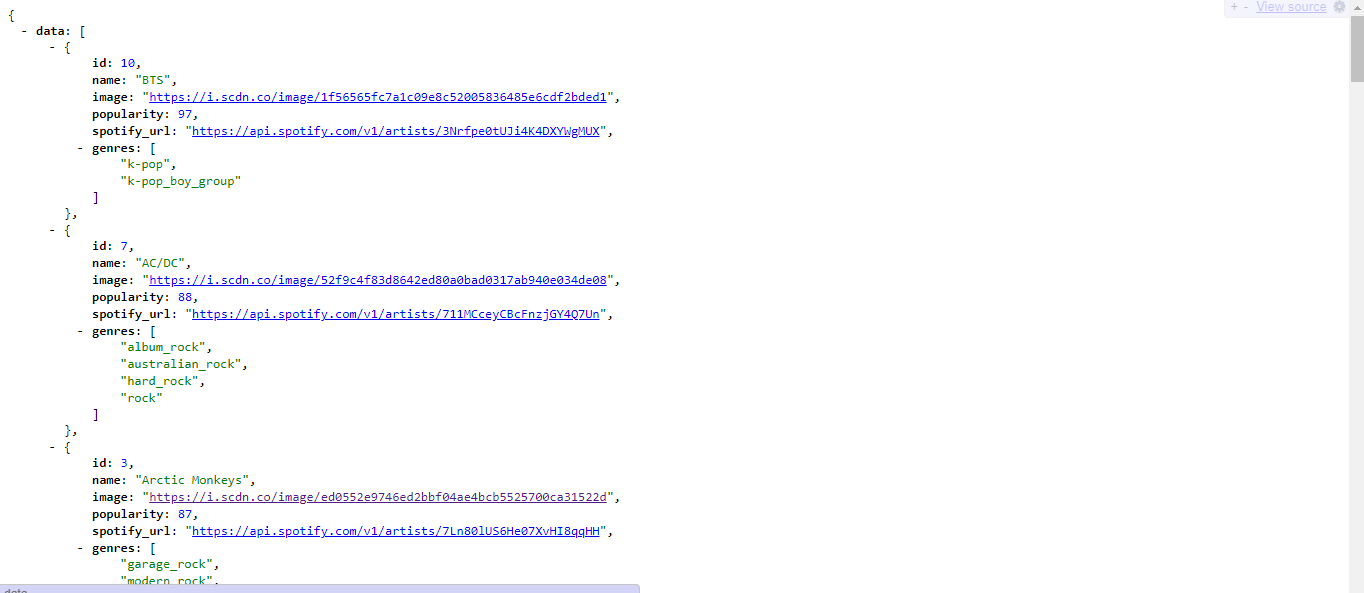 + - View source
{
- data: [
- {
id: 10,
name: "BTS",
image: "https://i.scdn.co/image/1f56565fc7a1c09e8c52005836485e6cdf2bded1",
popularity: 97,
spotify_url: "https://api.spotify.com/v1/artists/3Nrfpe0tUJi4K4DXYWgMUX",
- genres: [
"k-pop",
"k-pop_boy_group"
]
},
- {
id: 7,
name: "AC/DC",
image: "https://i.scdn.co/image/52f9c4f83d8642ed80a0bad0317ab940e034de08",
popularity: 88,
spotify_url: "https://api.spotify.com/v1/artists/711MCceyCBcFnzjGY4Q7Un",
- genres: [
"album_rock",
"australian_rock",
"hard_rock",
"rock"
]
},
- {
id: 3,
name: "Arctic Monkeys",
image: "https://i.scdn.co/image/ed0552e9746ed2bbf04ae4bcb5525700ca31522d",
popularity: 87,
spotify_url: "https://api.spotify.com/v1/artists/7Ln80lUS6He07XvHI8qqHH",
- genres: [
"garage_rock",
"modern_rock",
data